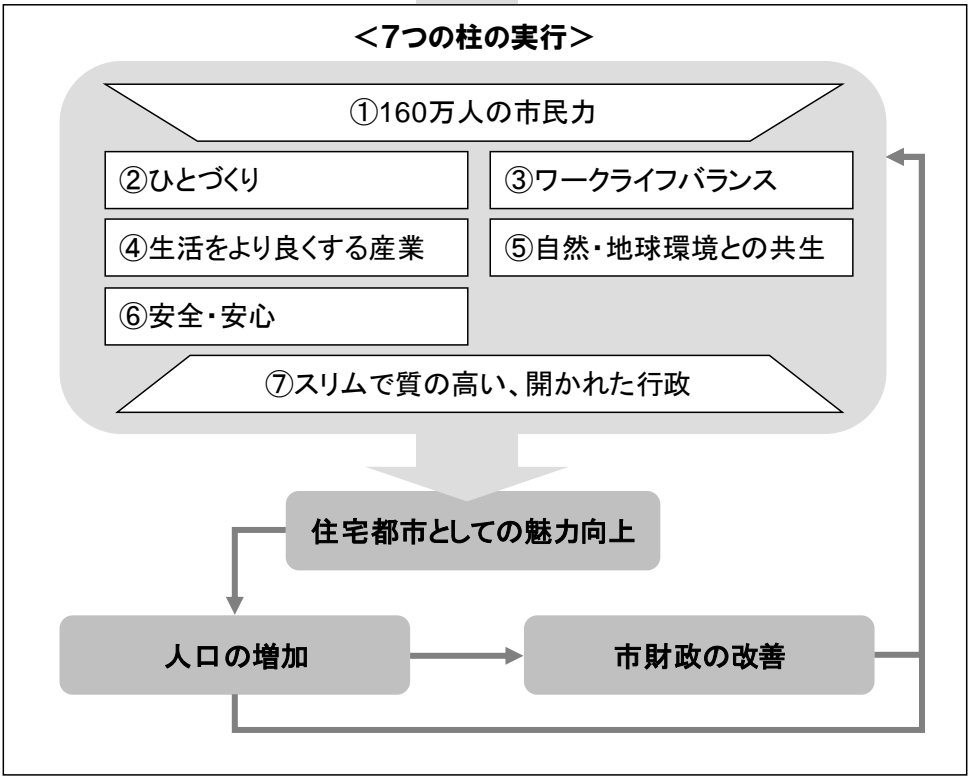 ＜７つの柱の実行＞
①160万人の市民力
②ひとづくり
③ワークライフバランス
④生活をより良くする産業
⑤自然・地球環境との共生
⑥安全・安心
⑦スリムで質の高い、開かれた行政
住宅都市としての魅力向上
人口の増加
市財政の改善